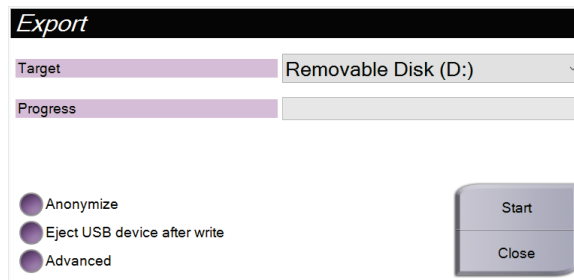 Export
Target
Removable Disk (D:)
Progress
Anonymize
Eject USB device after write
Advanced
Start
Close